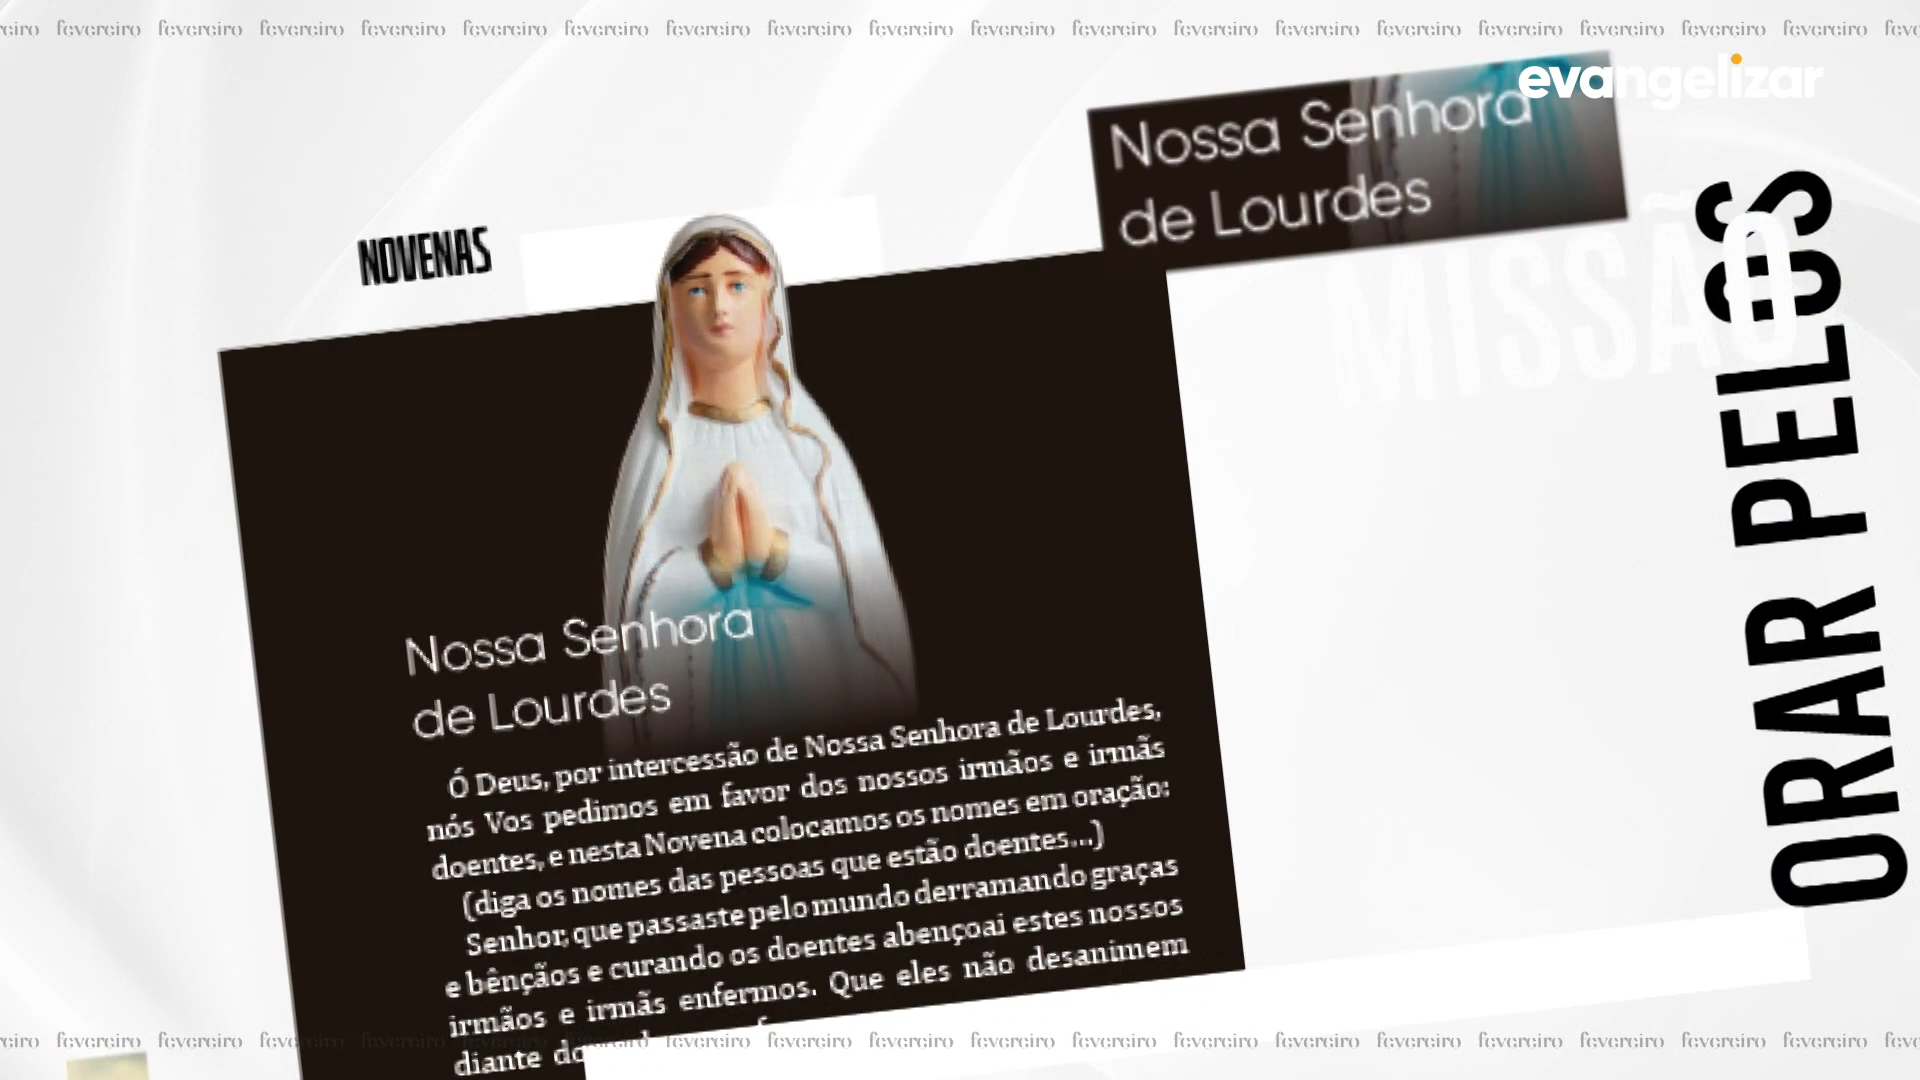 fevereiro fevereiro fevereiro fevereiro fevereiro fevereiro fevereiro fevereiro fevereiro fevereiro fevereiro fevereiro fevereiro fevereiro fevereiro fevereiro fevereiro fevereiro
evangelizar
Nossa Senhora
de Lourdes
NOVENAS
MISSÃO
ORAR PELOS
Nossa Senhora
de Lourdes
Ó Deus, por intercessão de Nossa Senhora de Lourdes,
nós Vos pedimos em favor dos nossos irmãos e irmãs
doentes, e nesta Novena colocamos os nomes em oração:
(diga os nomes das pessoas que estão doentes...)
Senhor, que passaste pelo mundo derramando graças
e bênçãos e curando os doentes abençoai estes nossos
irmãos e irmãs enfermos. Que eles não desanimem
diante
fevereiro fevereiro fevereiro fevereiro fevereiro fevereiro fevereiro fevereiro fevereiro fevereiro fevereiro fevereiro fevereiro fevereiro fevereiro fevereiro fevereiro